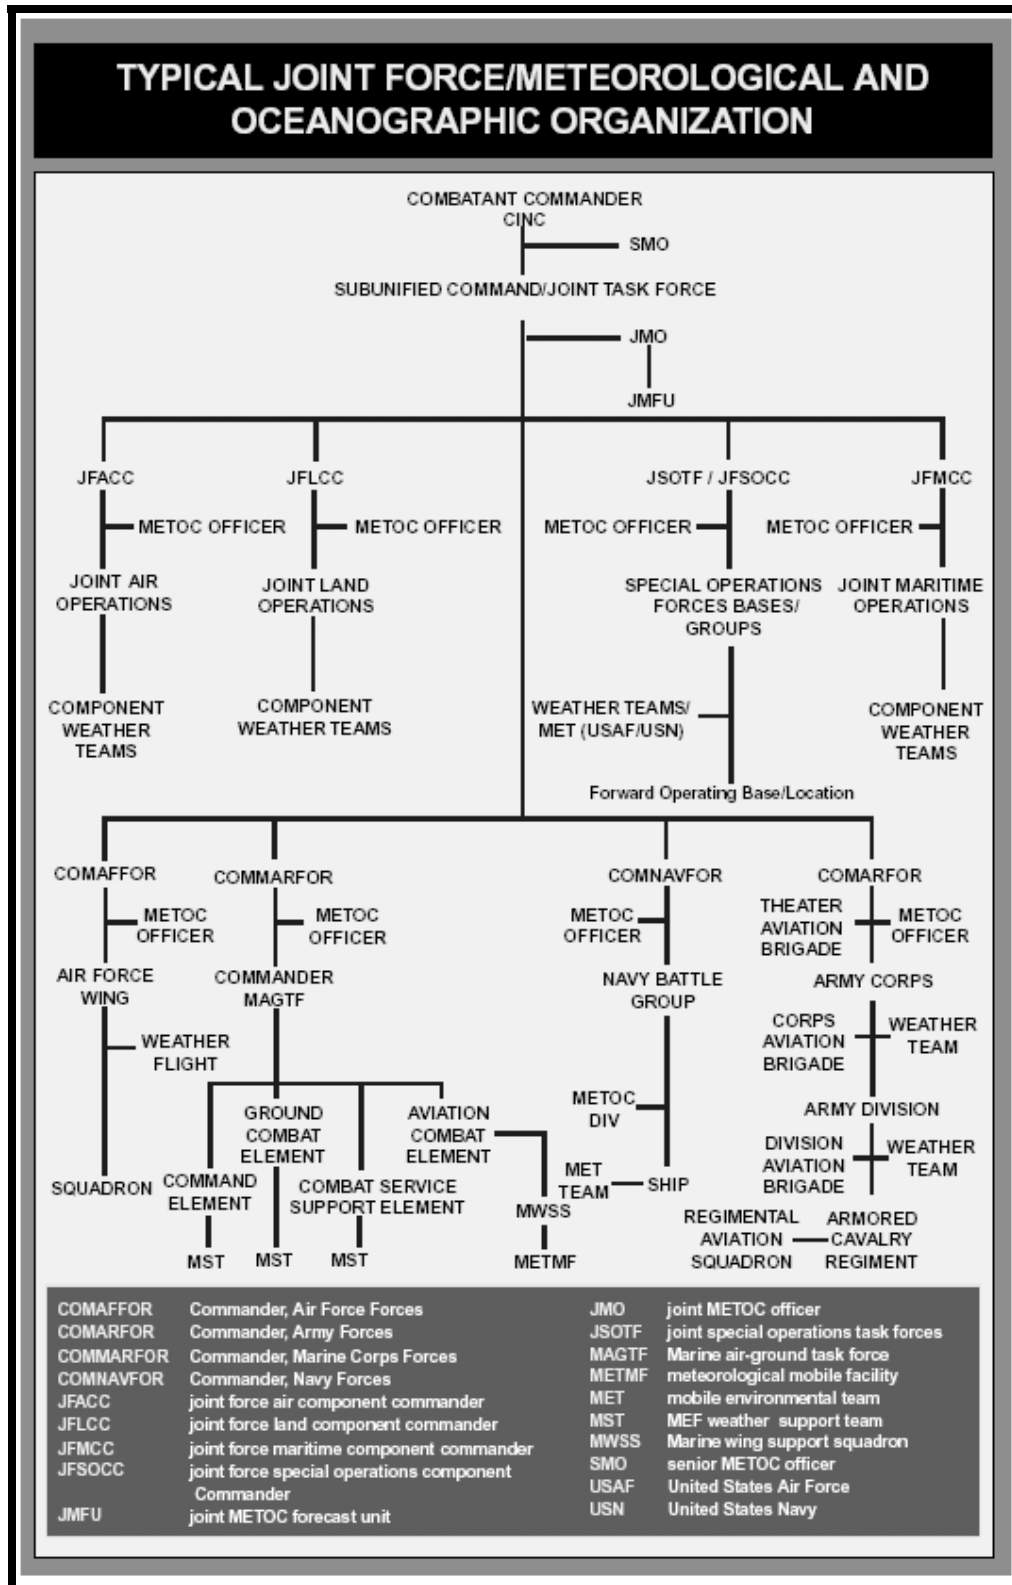 TYPICAL JOINT FORCE/METEOROLOGICAL AND
OCEANOGRAPHIC ORGANIZATION
COMBATANT COMMANDER
CINC
SMO
SUBUNIFIED COMMAND/JOINT TASK FORCE
JMO
JMFU
JFACC
JFLCC
JSOTF / JFSOCC
JFMCC
METOC OFFICER
METOC OFFICER
METOC OFFICER
METOC OFFICER
JOINT AIR
OPERATIONS
JOINT LAND
OPERATIONS
SPECIAL OPERATIONS
FORCES BASES/
GROUPS
JOINT MARITIME
OPERATIONS
COMPONENT
WEATHER
TEAMS
COMPONENT
WEATHER TEAMS
WEATHER TEAMS/
MET (USAF/USN)
COMPONENT
WEATHER
TEAMS
Forward Operating Base/Location
COMAFFOR
COMMARFOR
COMNAVFOR
COMARFOR
METOC
OFFICER
METOC
OFFICER
METOC
OFFICER
THEATER
AVIATION
BRIGADE
METOC
OFFICER
AIR FORCE
WING
COMMANDER
MAGTF
NAVY BATTLE
GROUP
ARMY CORPS
WEATHER
FLIGHT
CORPS
AVIATION
BRIGADE
WEATHER
TEAM
GROUND
COMBAT
ELEMENT
AVIATION
COMBAT
ELEMENT
METOC
DIV
ARMY DIVISION
DIVISION
AVIATION
BRIGADE
WEATHER
TEAM
SQUADRON
COMMAND
ELEMENT
COMBAT SERVICE
SUPPORT ELEMENT
MET
TEAM
SHIP
MWSS
REGIMENTAL
AVIATION
SQUADRON
ARMORED
CAVALRY
REGIMENT
MST
MST
MST
METMF
COMAFFOR Commander, Air Force Forces
COMARFOR Commander, Army Forces
COMMARFOR Commander, Marine Corps Forces
COMNAVFOR Commander, Navy Forces
JFACC joint force air component commander
JFLCC joint force land component commander
JFMCC joint force maritime component commander
JFSOCC joint force special operations component
Commander
JMFU joint METOC forecast unit
JMO joint METOC officer
JSOTF joint special operations task forces
MAGTF Marine air-ground task force
METMF meteorological mobile facility
MET mobile environmental team
MST MEF weather support team
MWSS Marine wing support squadron
SMO senior METOC officer
USAF United States Air Force
USN United States Navy